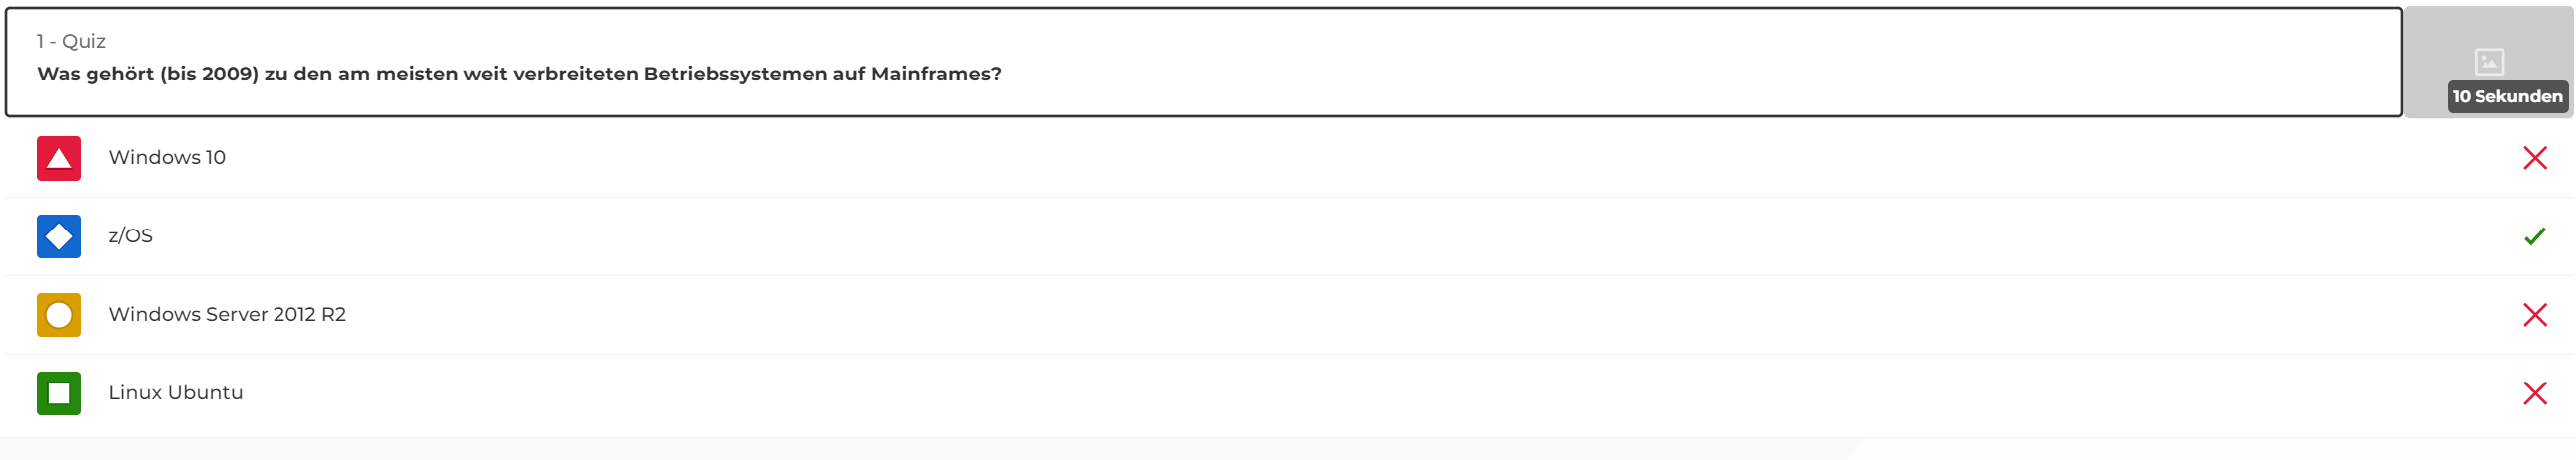 1 - Quiz
Was gehört (bis 2009) zu den am meisten weit verbreiteten Betriebssystemen auf Mainframes?
10 Sekunden
Windows 10
z/OS
Windows Server 2012 R2
Linux Ubuntu